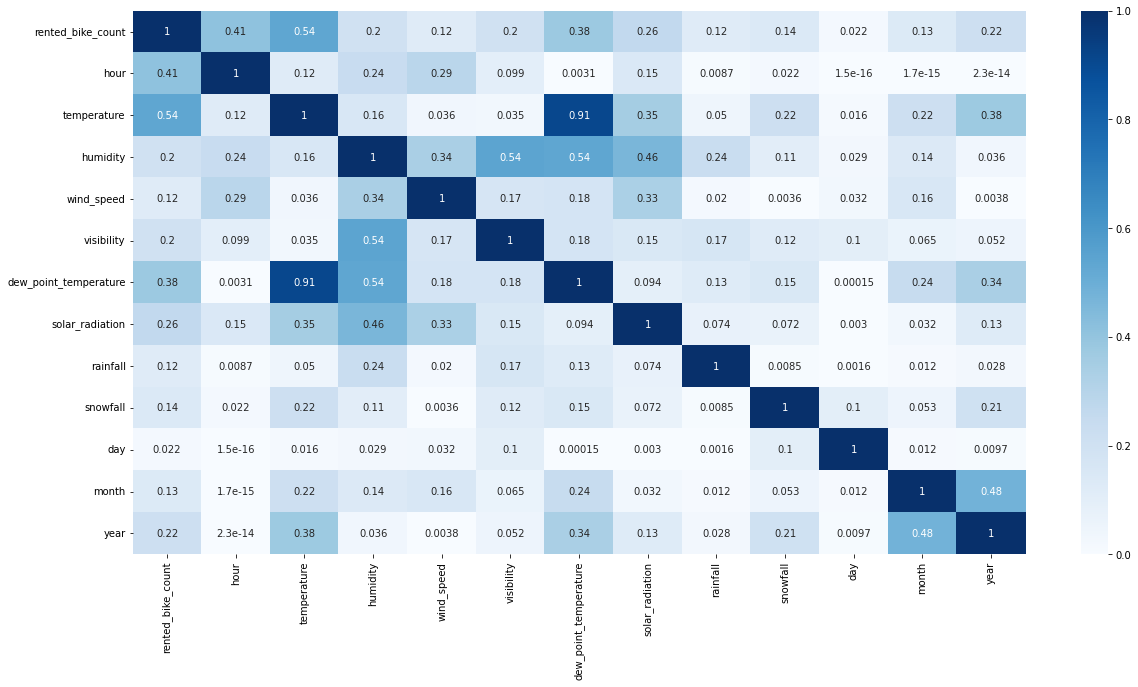 rented_bike_count 1 0.41 0.54 0.2 0.12 0.2 0.38 0.26 0.12 0.14 0.022 0.13 0.22
hour 0.41 1 0.12 0.24 0.29 0.099 0.0031 0.15 0.0087 0.022 1.5e-16 1.7e-15 2.3e-14
temperature 0.54 0.12 1 0.16 0.036 0.035 0.91 0.35 0.05 0.22 0.016 0.22 0.38
humidity 0.2 0.24 0.16 1 0.34 0.54 0.54 0.46 0.24 0.11 0.029 0.14 0.036
wind_speed 0.12 0.29 0.036 0.34 1 0.17 0.18 0.33 0.02 0.0036 0.032 0.16 0.0038
visibility 0.2 0.099 0.035 0.54 0.17 1 0.18 0.15 0.17 0.12 0.1 0.065 0.052
dew_point_temperature 0.38 0.0031 0.91 0.54 0.18 0.18 1 0.094 0.13 0.15 0.00015 0.24 0.34
solar_radiation 0.26 0.15 0.35 0.46 0.33 0.15 0.094 1 0.074 0.072 0.003 0.032 0.13
rainfall 0.12 0.0087 0.05 0.24 0.02 0.17 0.13 0.074 1 0.0085 0.0016 0.012 0.028
snowfall 0.14 0.022 0.22 0.11 0.0036 0.12 0.15 0.072 0.0085 1 0.1 0.053 0.21
day 0.022 1.5e-16 0.016 0.029 0.032 0.1 0.00015 0.003 0.0016 0.1 1 0.012 0.0097
month 0.13 1.7e-15 0.22 0.14 0.16 0.065 0.24 0.032 0.012 0.053 0.012 1 0.48
year 0.22 2.3e-14 0.38 0.036 0.0038 0.052 0.34 0.13 0.028 0.21 0.0097 0.48 1
rented_bike_count
hour
temperature
humidity
wind_speed
visibility
dew_point_temperature
solar_radiation
rainfall
snowfall
day
month
year
1.0
0.8
0.6
0.4
0.2
0.0